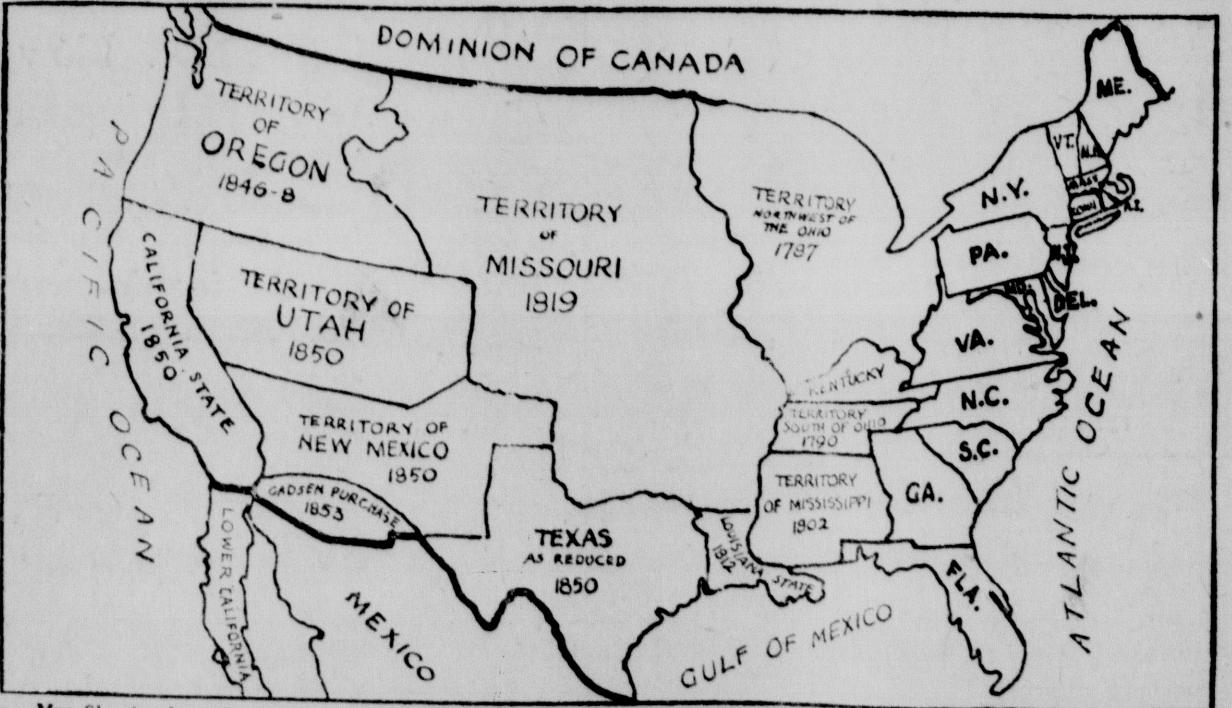 DOMINION OF CANADA
TERRITORY
OF
OREGON
1846-8
PACIFIC OCEAN
CALIFORNIA STATE
1850
TERRITORY OF
UTAH
1850
TERRITORY OF
NEW MEXICO
1850
GADSEN PURCHASE
1853
LOWER CALIFORNIA
MEXICO
TERRITORY
OF
MISSOURI
1819
TEXAS
AS REDUCED
1850
LOUISIANA STATE
1812
GULF OF MEXICO
TERRITORY
NORTHWEST OF
THE OHIO
1787
KENTUCKY
TERRITORY
SOUTH OF OHIO
1790
TERRITORY
OF MISSISSIPPI
1802
GA.
FLA.
S.C.
N.C.
VA.
MD.
DEL.
PA.
N.J.
N.Y.
VT.
N.H.
ME.
MASS
CONN
R.I.
ATLANTIC OCEAN